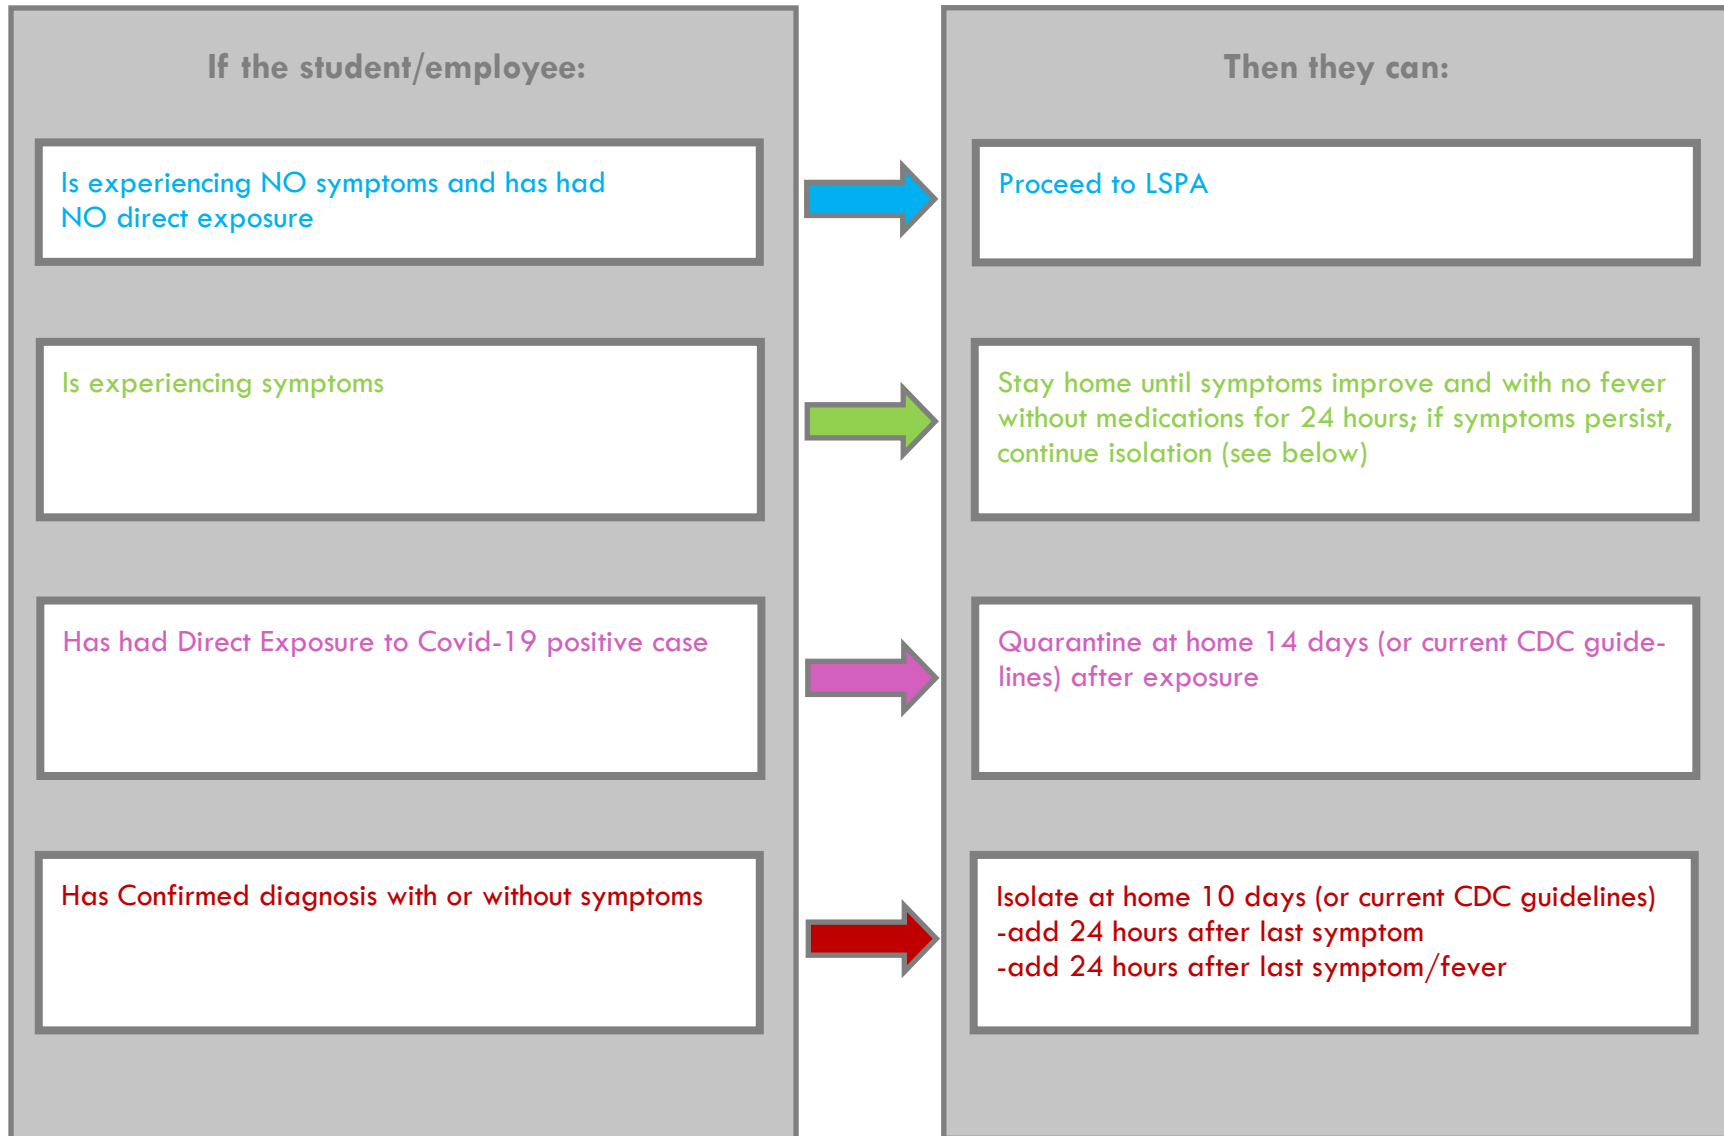 If the student/employee:
Then they can:
Is experiencing NO symptoms and has had
NO direct exposure
Proceed to LSPA
Is experiencing symptoms
Stay home until symptoms improve and with no fever
without medications for 24 hours; if symptoms persist,
continue isolation (see below)
Has had Direct Exposure to Covid-19 positive case
Quarantine at home 14 days (or current CDC guide-
lines) after exposure
Has Confirmed diagnosis with or without symptoms
Isolate at home 10 days (or current CDC guidelines)
-add 24 hours after last symptom
-add 24 hours after last symptom/fever